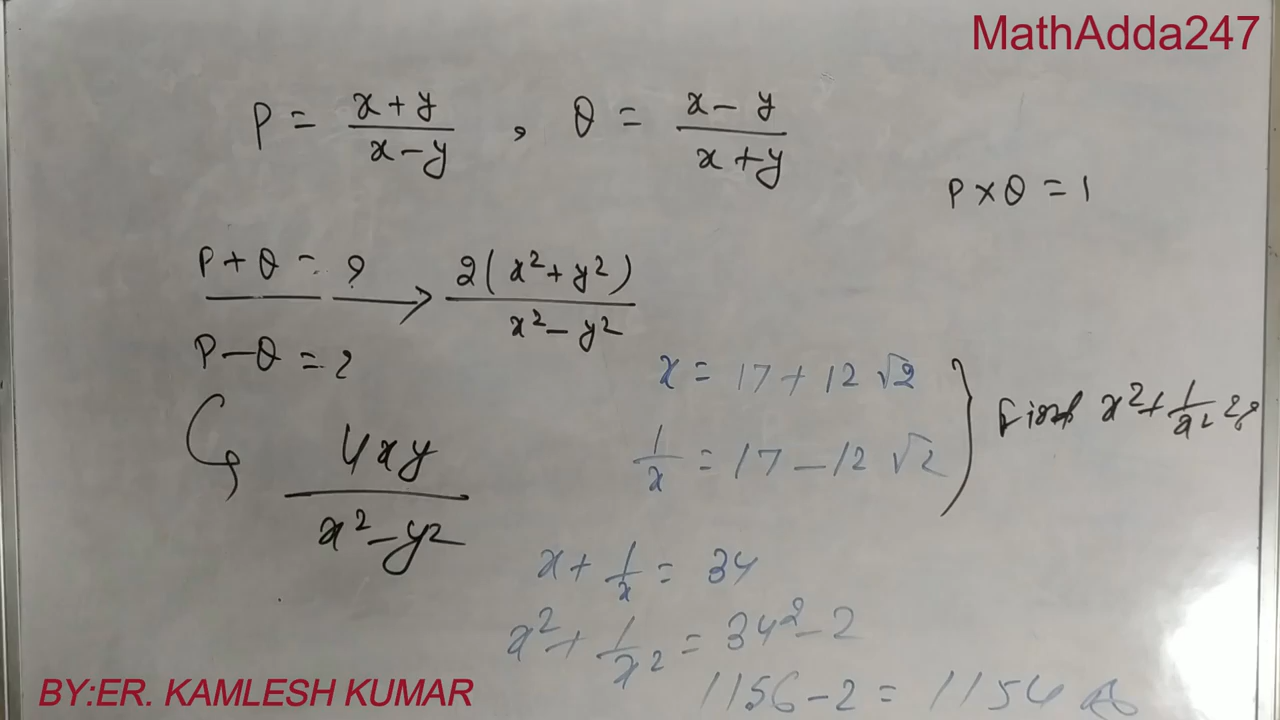 MathAdda247
P = (x+y)/(x-y) , Q = (x-y)/(x+y)
P × Q = 1
P + Q = ? → 2(x²+y²)/(x²-y²)
P - Q = ?
4xy/(x²-y²)
x = 17 + 12√2
1/x = 17 - 12√2
Find x² + 1/x² = ?
x + 1/x = 34
x² + 1/x² = 34² - 2
1156 - 2 = 1154
BY:ER. KAMLESH KUMAR